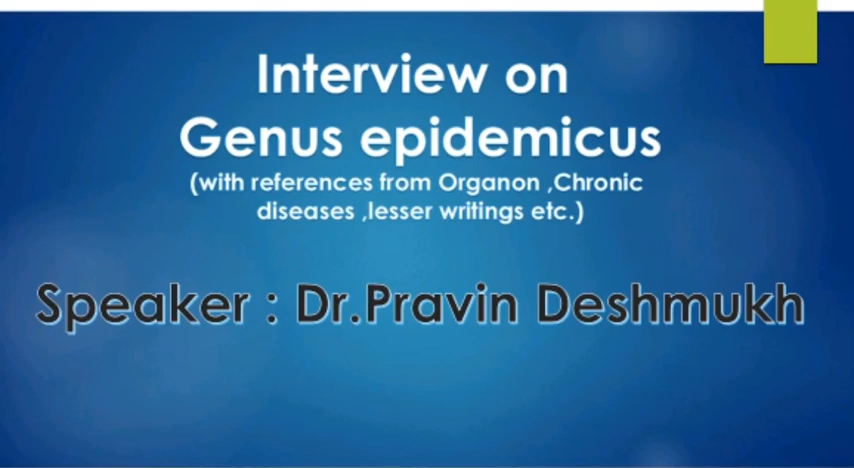 Interview on
Genus epidemicus
(with references from Organon ,Chronic
diseases ,lesser writings etc.)
Speaker : Dr.Pravin Deshmukh